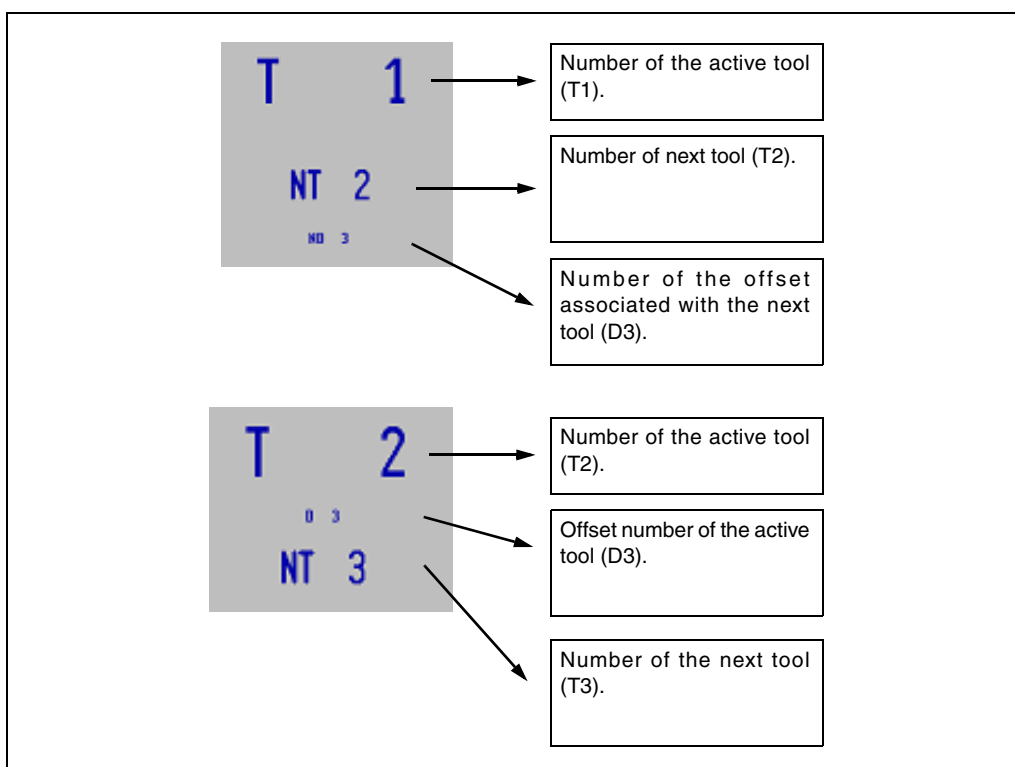 T 1
Number of the active tool
(T1).
NT 2
Number of next tool (T2).
ND 3
Number of the offset
associated with the next
tool (D3).
T 2
Number of the active tool
(T2).
D 3
Offset number of the active
tool (D3).
NT 3
Number of the next tool
(T3).